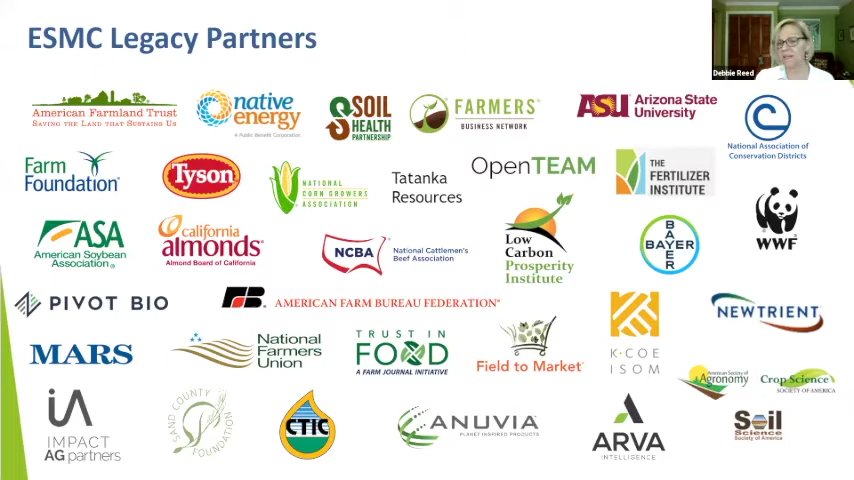 ESMC Legacy Partners
Debbie Reed
American Farmland Trust
SAVING THE LAND THAT SUSTAINS US
native
energy
A Public Benefit Corporation
SOIL
HEALTH
PARTNERSHIP
FARMERS
BUSINESS NETWORK
ASU Arizona State
University
National Association of
Conservation Districts
Farm
Foundation
Tyson
NATIONAL
CORN GROWERS
ASSOCIATION
Tatanka
Resources
OpenTEAM
THE
FERTILIZER
INSTITUTE
WWF
ASA
American Soybean
Association
california
almonds
Almond Board of California
NCBA
National Cattlemen's
Beef Association
Low
Carbon
Prosperity
Institute
BAYER
BAYER
PIVOT BIO
FB
AMERICAN FARM BUREAU FEDERATION
NEWTRIENT
MARS
National
Farmers
Union
TRUST IN
FOOD
A FARM JOURNAL INITIATIVE
Field to Market
K·COE
ISOM
American Society of
Agronomy
Crop Science
SOCIETY OF AMERICA
iA
IMPACT
AG partners
SAND COUNTY
FOUNDATION
CTIC
ANUVIA
PLANET INSPIRED PRODUCTS
ARVA
INTELLIGENCE
Soil
Science
Society of America